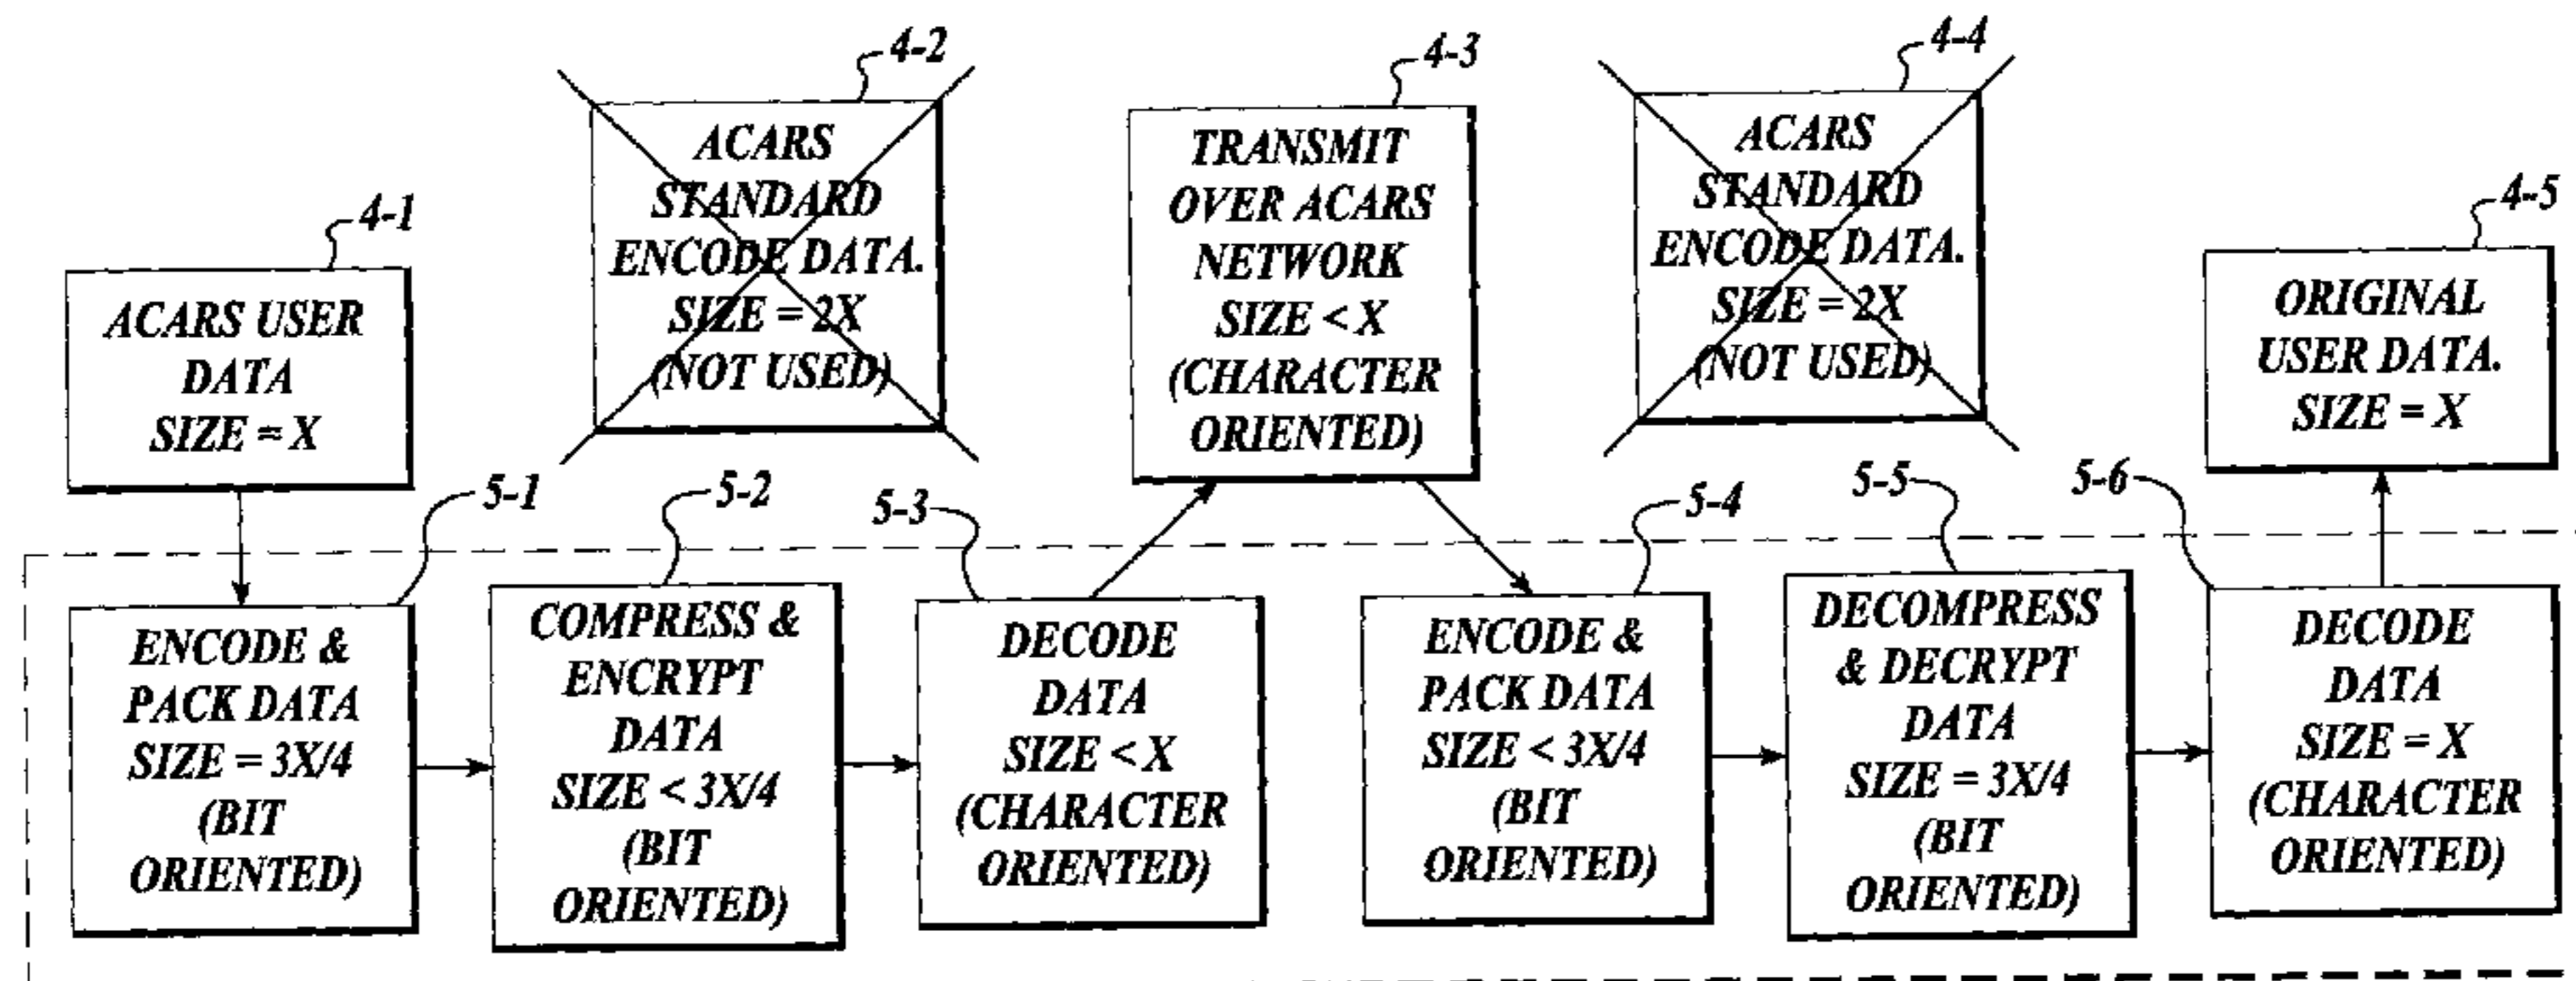 4-1
ACARS USER
DATA
SIZE = X
4-2
ACARS
STANDARD
ENCODE DATA.
SIZE = 2X
(NOT USED)
4-3
TRANSMIT
OVER ACARS
NETWORK
SIZE < X
(CHARACTER
ORIENTED)
4-4
ACARS
STANDARD
ENCODE DATA.
SIZE = 2X
(NOT USED)
4-5
ORIGINAL
USER DATA.
SIZE = X
5-1
ENCODE &
PACK DATA
SIZE = 3X/4
(BIT
ORIENTED)
5-2
COMPRESS &
ENCRYPT
DATA
SIZE < 3X/4
(BIT
ORIENTED)
5-3
DECODE
DATA
SIZE < X
(CHARACTER
ORIENTED)
5-4
ENCODE &
PACK DATA
SIZE < 3X/4
(BIT
ORIENTED)
5-5
DECOMPRESS
& DECRYPT
DATA
SIZE = 3X/4
(BIT
ORIENTED)
5-6
DECODE
DATA
SIZE = X
(CHARACTER
ORIENTED)